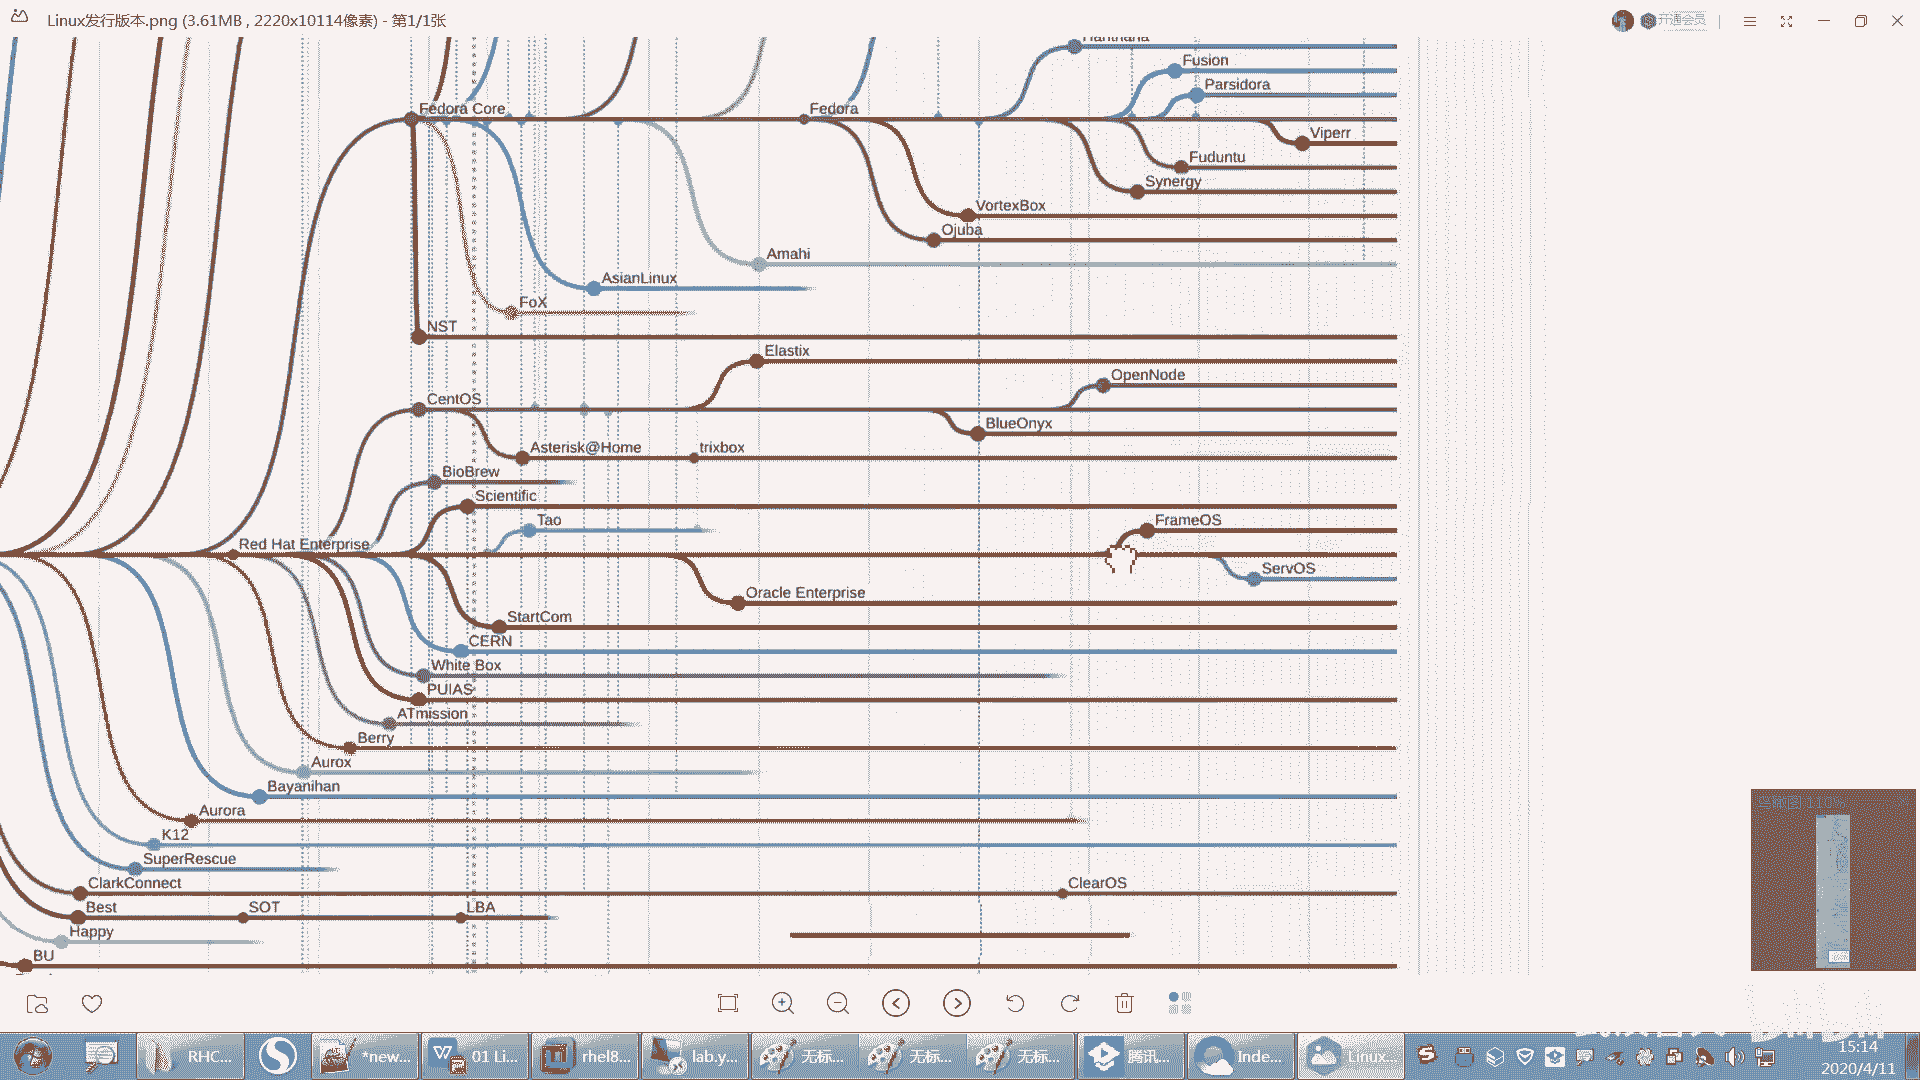 Linux发行版本.png (3.61MB , 2220x10114像素) - 第1/1张
开通会员
Fusion
Parsidora
Fedora Core
Fedora
Viperr
Fuduntu
Synergy
VortexBox
Ojuba
Amahi
AsianLinux
FoX
NST
Elastix
OpenNode
CentOS
BlueOnyx
Asterisk@Home
trixbox
BioBrew
Scientific
Tao
FrameOS
Red Hat Enterprise
ServOS
Oracle Enterprise
StartCom
CERN
White Box
PUIAS
ATmission
Berry
Aurox
Bayanihan
Aurora
K12
SuperRescue
ClarkConnect
ClearOS
Best
SOT
LBA
Happy
BU
RHC...
*new...
01 Li...
rhel8...
lab.y...
无标...
无标...
无标...
腾讯...
Inde...
Linux...
15:14
2020/4/11